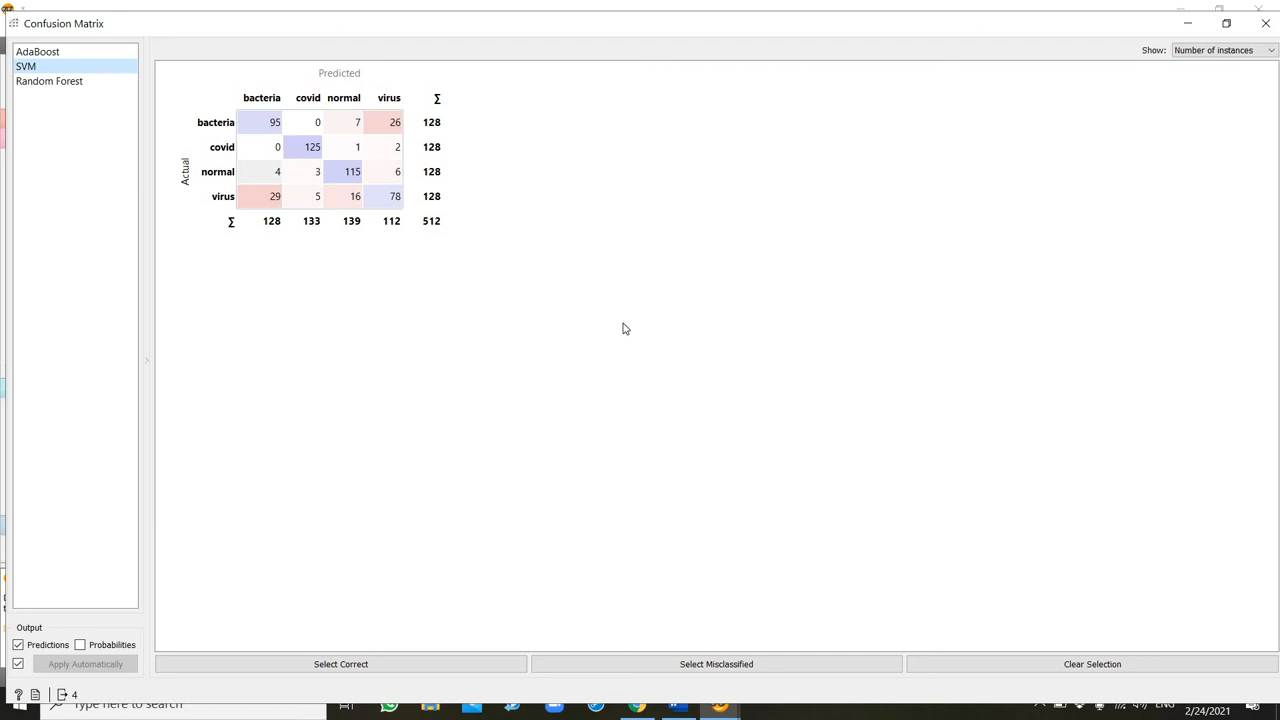 Confusion Matrix
AdaBoost
SVM
Random Forest
Show: Number of instances
Predicted
bacteria covid normal virus ∑
bacteria 95 0 7 26 128
covid 0 125 1 2 128
Actual
normal 4 3 115 6 128
virus 29 5 16 78 128
∑ 128 133 139 112 512
Output
Predictions Probabilities
Apply Automatically
Select Correct Select Misclassified Clear Selection
? 4
Type here to search
ENG
2/24/2021